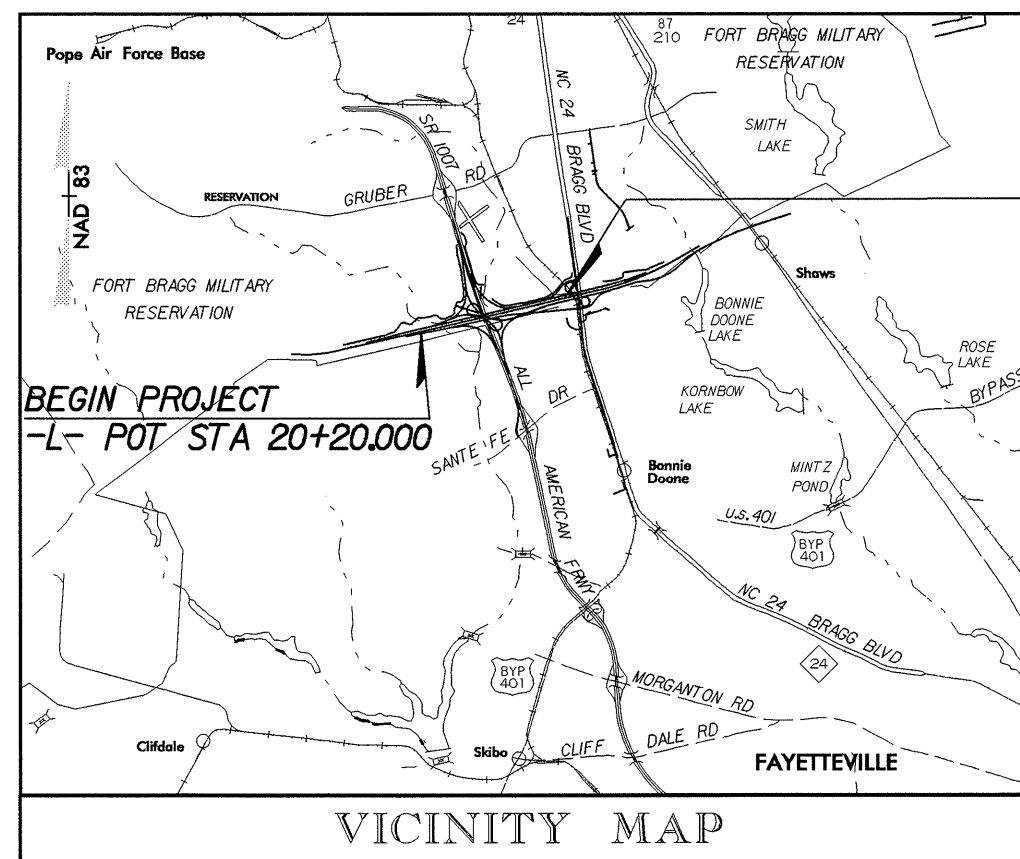 24
87
210
FORT BRAGG MILITARY
RESERVATION
Pope Air Force Base
NC 24
BRAGG BLVD
SR 1007
SMITH
LAKE
NAD 83
RESERVATION
GRUBER RD
FORT BRAGG MILITARY
RESERVATION
Shaws
BONNIE
DOONE
LAKE
ROSE
LAKE
KORNBOW
LAKE
BYPASS
BEGIN PROJECT
-L- POT STA 20+20.000
ALL AMERICAN FRWY
SANTE FE DR
Bonnie
Doone
MINTZ
POND
U.S. 401
BYP
401
NC 24 BRAGG BLVD
24
BYP
401
MORGANTON RD
CLIFF DALE RD
Clifdale
Skibo
FAYETTEVILLE
VICINITY MAP